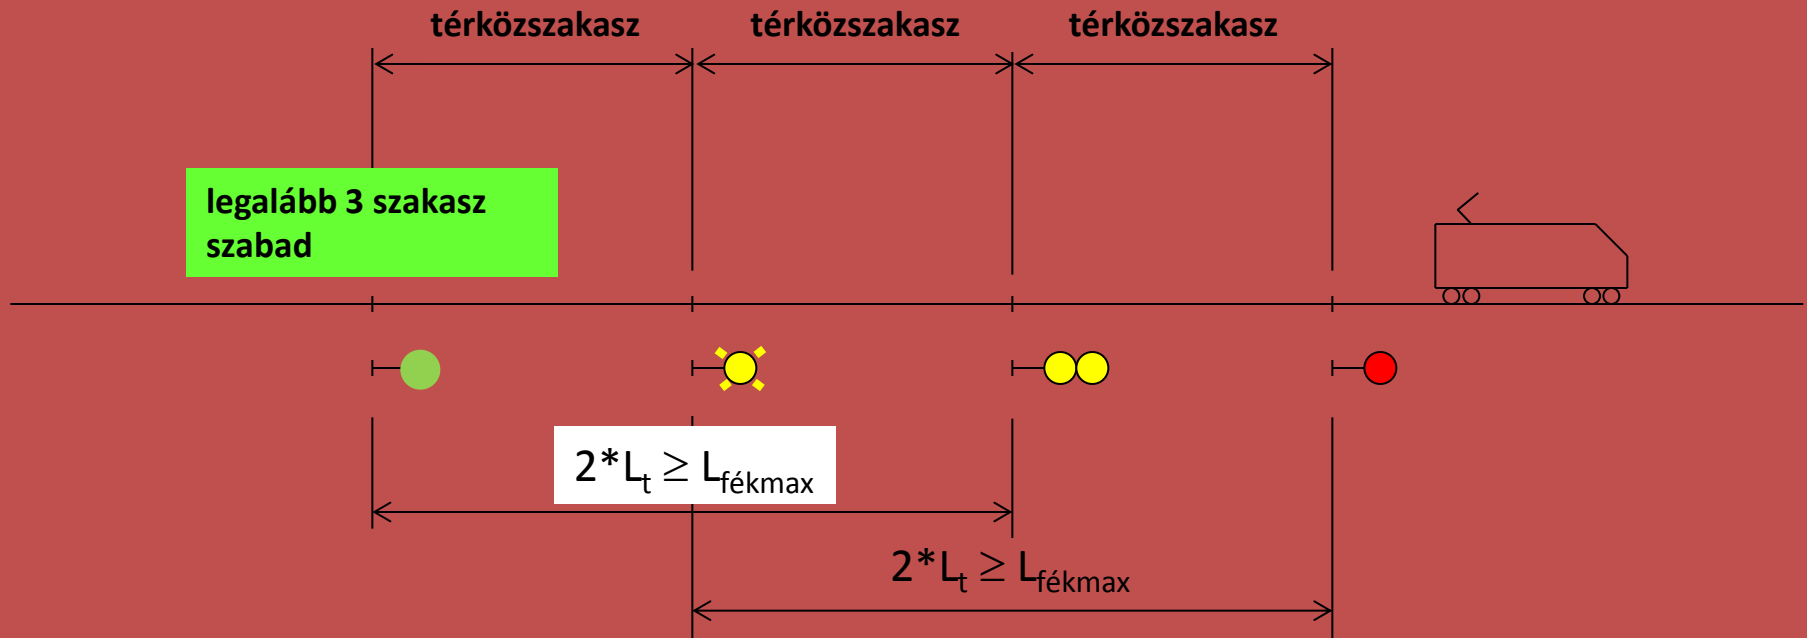 térközszakasz térközszakasz térközszakasz
legalább 3 szakasz
szabad
2*Lt ≥ Lfékmax
2*Lt ≥ Lfékmax